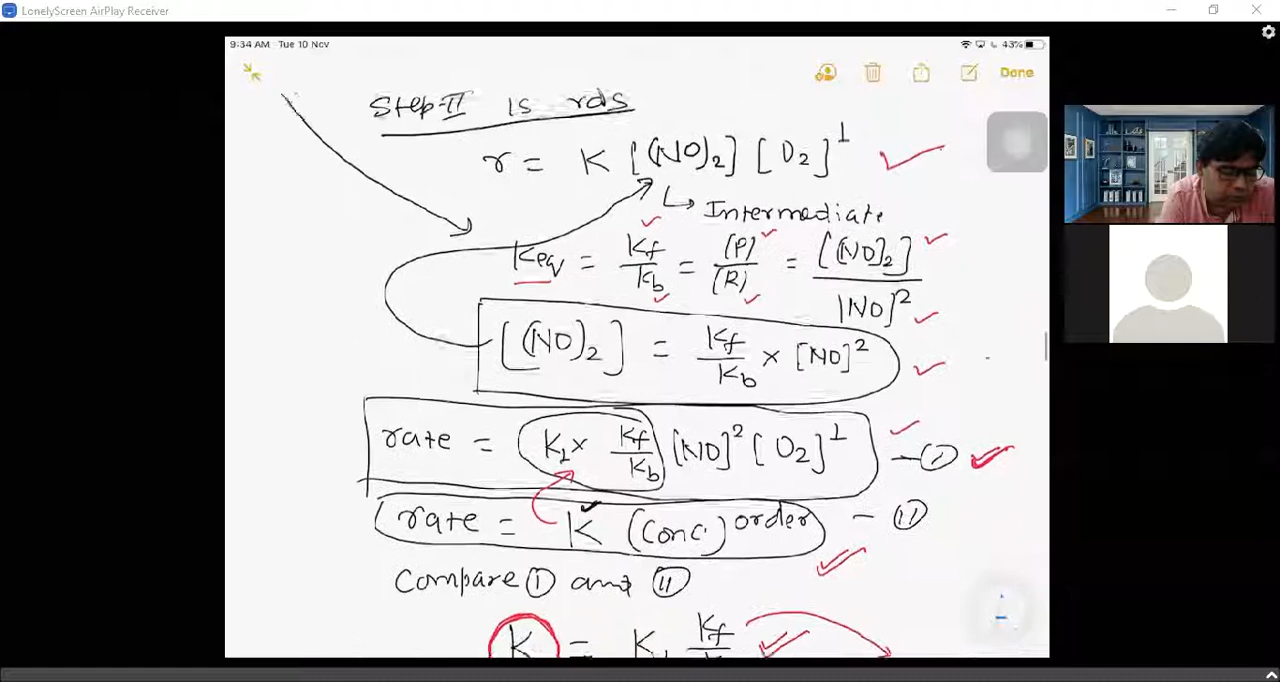 LonelyScreen AirPlay Receiver
9:34 AM Tue 10 Nov
43%
Done
Step-II is rds
r = K [(NO)2] [O2]^1
↳ Intermediate
Keq = Kf/Kb = (P)/(R) = [(NO)2]/[NO]^2
[(NO)2] = Kf/Kb × [NO]^2
rate = K1 × Kf/Kb [NO]^2 [O2]^1 — I
rate = K (conc.)^order — II
Compare I and II
K = K1 Kf